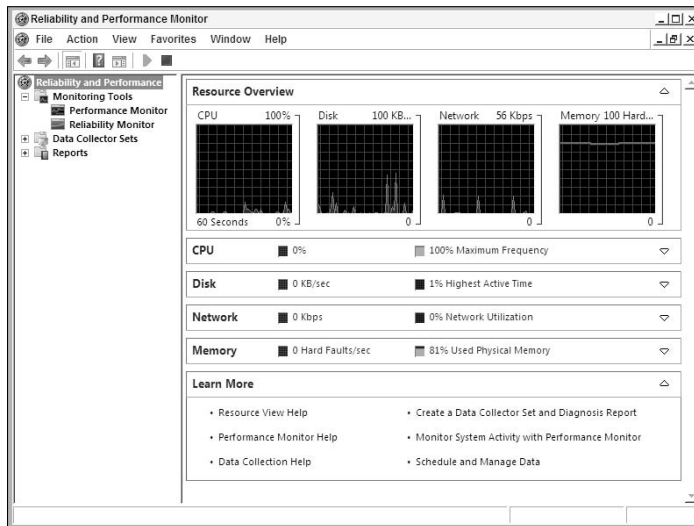 Reliability and Performance Monitor
File Action View Favorites Window Help
Reliability and Performance
Monitoring Tools
Performance Monitor
Reliability Monitor
Data Collector Sets
Reports
Resource Overview
CPU 100% Disk 100 KB... Network 56 Kbps Memory 100 Hard...
60 Seconds 0% 0 0 0
CPU 0% 100% Maximum Frequency
Disk 0 KB/sec 1% Highest Active Time
Network 0 Kbps 0% Network Utilization
Memory 0 Hard Faults/sec 81% Used Physical Memory
Learn More
• Resource View Help • Create a Data Collector Set and Diagnosis Report
• Performance Monitor Help • Monitor System Activity with Performance Monitor
• Data Collection Help • Schedule and Manage Data